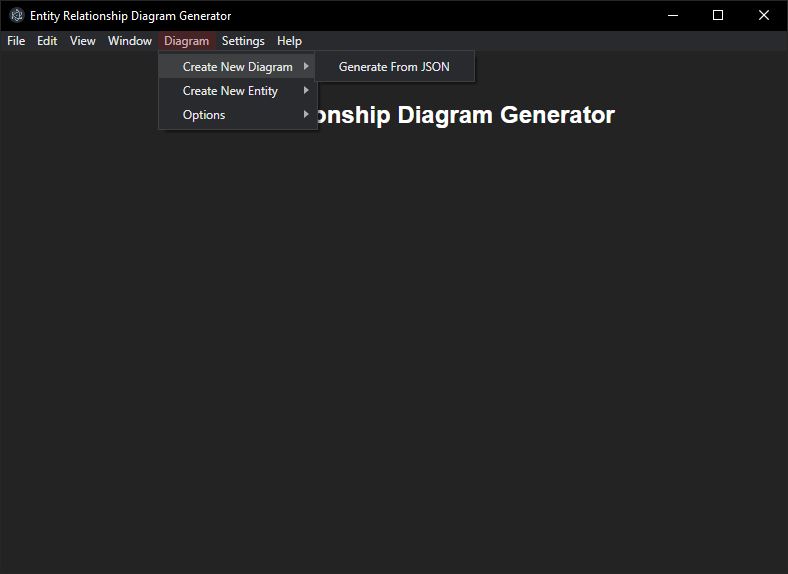 Entity Relationship Diagram Generator
File Edit View Window Diagram Settings Help
Create New Diagram
Generate From JSON
Create New Entity
Options
Diagram Generator